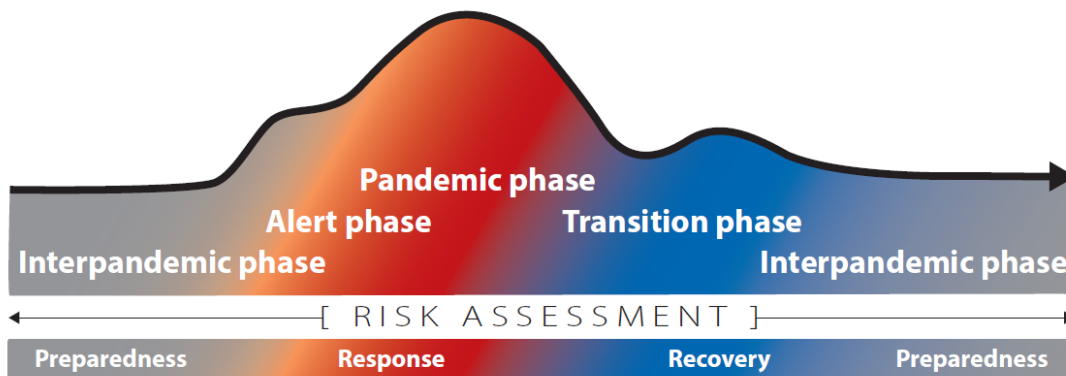 Pandemic phase
Alert phase
Transition phase
Interpandemic phase
Interpandemic phase
[ RISK ASSESSMENT ]
Preparedness
Response
Recovery
Preparedness